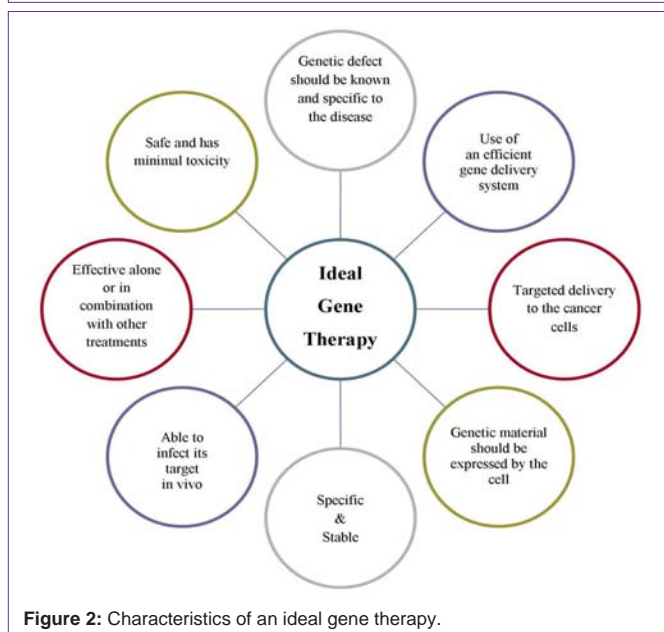 Genetic defect
should be known
and specific to
the disease
Use of
an efficient
gene delivery
system
Targeted delivery
to the cancer
cells
Genetic material
should be
expressed by the
cell
Specific
&
Stable
Able to
infect its
target
in vivo
Effective alone
or in
combination
with other
treatments
Safe and has
minimal toxicity
Ideal
Gene
Therapy
Figure 2: Characteristics of an ideal gene therapy.